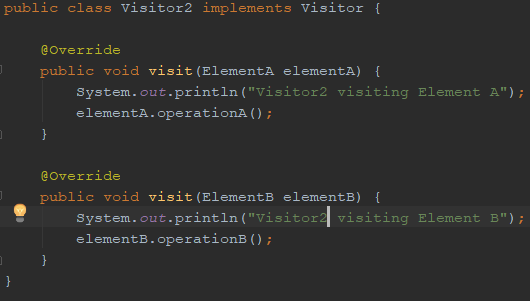 public class Visitor2 implements Visitor {
@Override
public void visit(ElementA elementA) {
System.out.println("Visitor2 visiting Element A");
elementA.operationA();
}
@Override
public void visit(ElementB elementB) {
System.out.println("Visitor2 visiting Element B");
elementB.operationB();
}
}